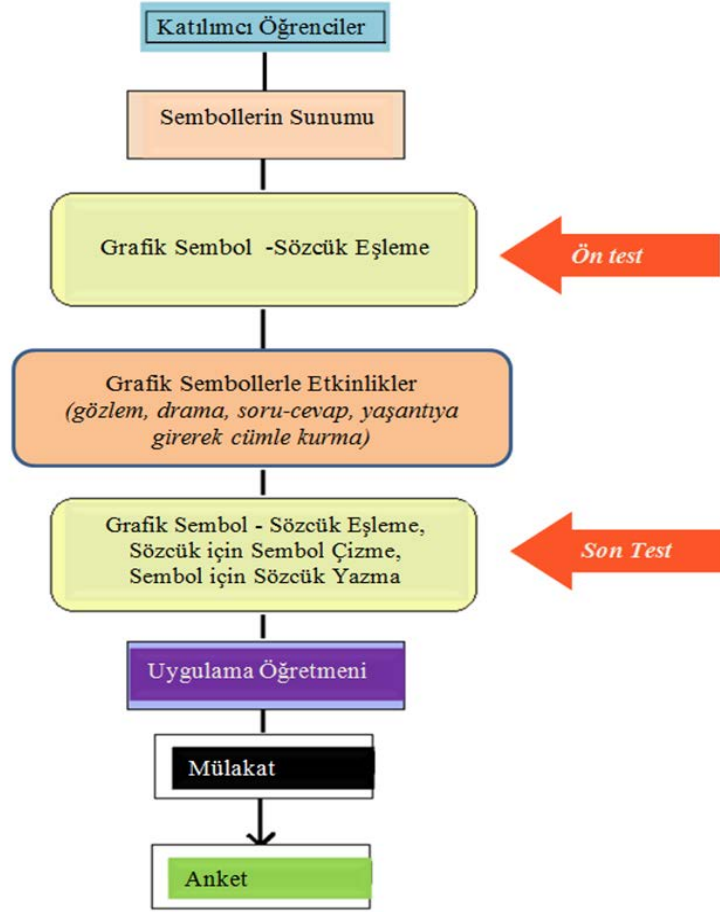 Katılımcı Öğrenciler
Sembollerin Sunumu
Grafik Sembol -Sözcük Eşleme
Ön test
Grafik Sembollerle Etkinlikler
(gözlem, drama, soru-cevap, yaşantıya
girerek cümle kurma)
Grafik Sembol - Sözcük Eşleme,
Sözcük için Sembol Çizme,
Sembol için Sözcük Yazma
Son Test
Uygulama Öğretmeni
Mülakat
Anket